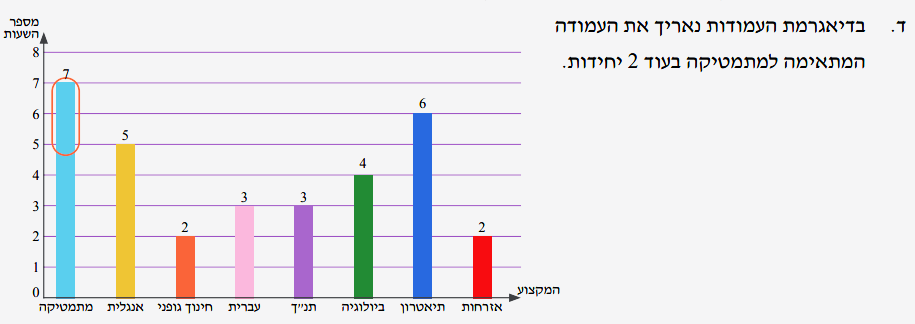 ד. בדיאגרמת העמודות נאריך את העמודה
המתאימה למתמטיקה בעוד 2 יחידות.
מספר
השעות
8
7
6
5
4
3
2
1
0
7
5
2
3
3
4
6
2
המקצוע
מתמטיקה אנגלית חינוך גופני עברית תנ״ך ביולוגיה תיאטרון אזרחות